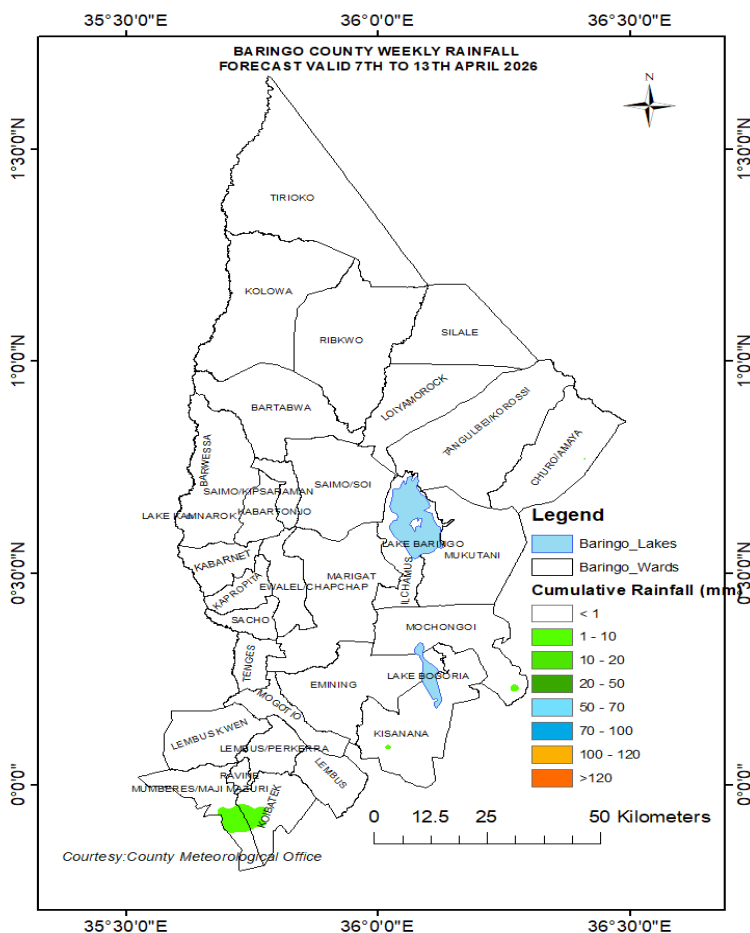 35°30'0"E 36°0'0"E 36°30'0"E
BARINGO COUNTY WEEKLY RAINFALL
FORECAST VALID 7TH TO 13TH APRIL 2026
N
1°30'0"N 1°30'0"N
TIRIOKO
KOLOWA
RIBKWO
SILALE
1°0'0"N 1°0'0"N
LOIYAMOROCK
BARTABWA
TANGULBEI/KOROSSI
CHURO/AMAYA
BARWESSA
SAIMO/SOI
SAIMO/KIPSARAMAN
KABARTONJO
LAKE KAMNAROK
LAKE BARINGO
MUKUTANI
KABARNET
0°30'0"N 0°30'0"N
KAPROPITA
EWALEL/CHAPCHAP
MARIGAT
ILCHAMUS
SACHO
MOCHONGOI
TENGES
EMINING
LAKE BOGORIA
MOGOTIO
LEMBUS KWEN
KISANANA
LEMBUS/PERKERRA
LEMBUS
RAVINE
MUMBERES/MAJI MAZURI
KOIBATEK
0°0'0" 0°0'0"
Legend
Baringo_Lakes
Baringo_Wards
Cumulative Rainfall (mm)
< 1
1 - 10
10 - 20
20 - 50
50 - 70
70 - 100
100 - 120
>120
0 12.5 25 50 Kilometers
Courtesy:County Meteorological Office
35°30'0"E 36°0'0"E 36°30'0"E